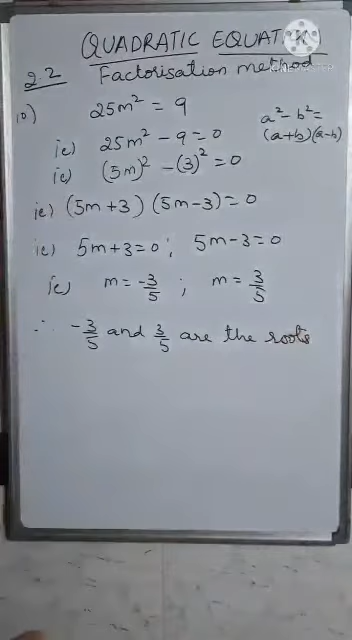 QUADRATIC EQUATION
2.2 Factorisation method
10) 25m² = 9
ie) 25m² - 9 = 0
a² - b² =
(a+b)(a-b)
ie) (5m)² - (3)² = 0
ie) (5m+3) (5m-3) = 0
ie) 5m+3=0 ; 5m-3=0
ie) m = -3/5 ; m = 3/5
∴ -3/5 and 3/5 are the roots